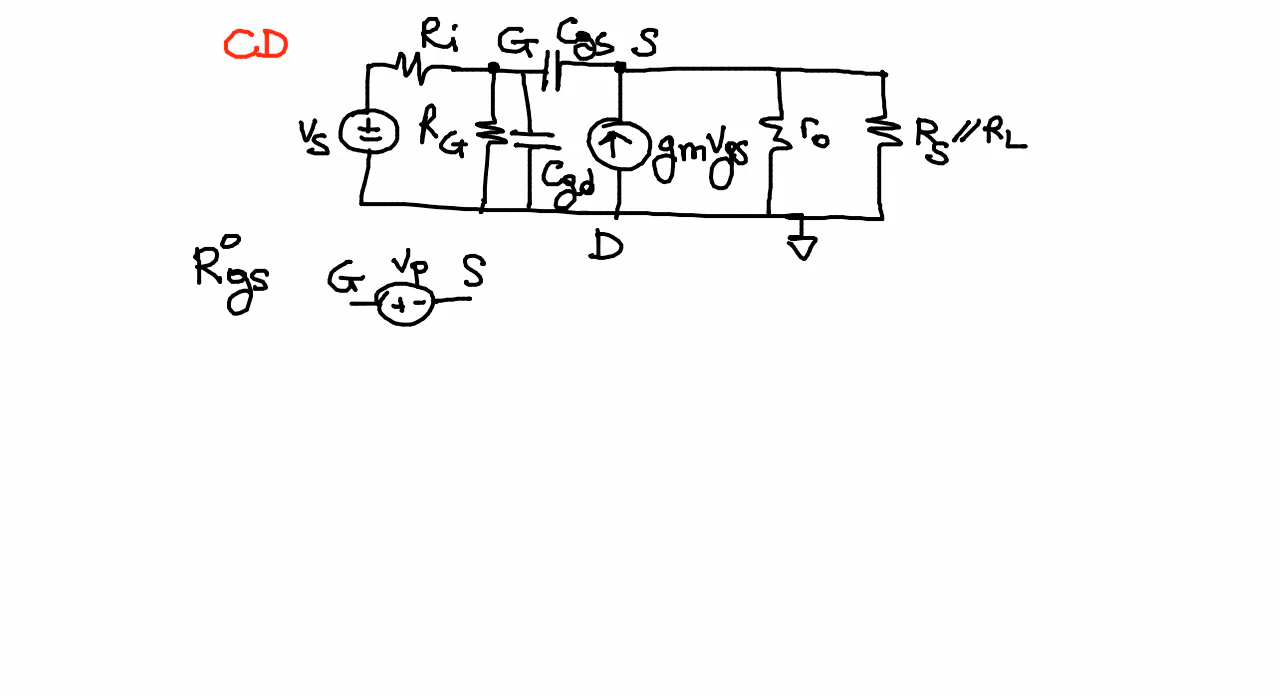 CD
Ri G Cgs S
Vs + RG Cgd gmVgs ro Rs // RL
D
R°gs G Vp S
+ -